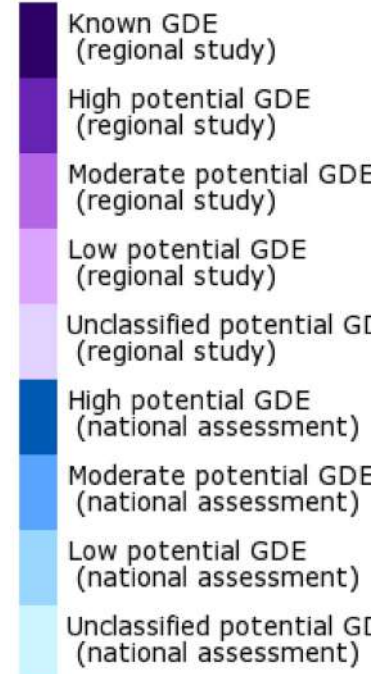 Known GDE
(regional study)
High potential GDE
(regional study)
Moderate potential GDE
(regional study)
Low potential GDE
(regional study)
Unclassified potential GD
(regional study)
High potential GDE
(national assessment)
Moderate potential GDE
(national assessment)
Low potential GDE
(national assessment)
Unclassified potential GD
(national assessment)